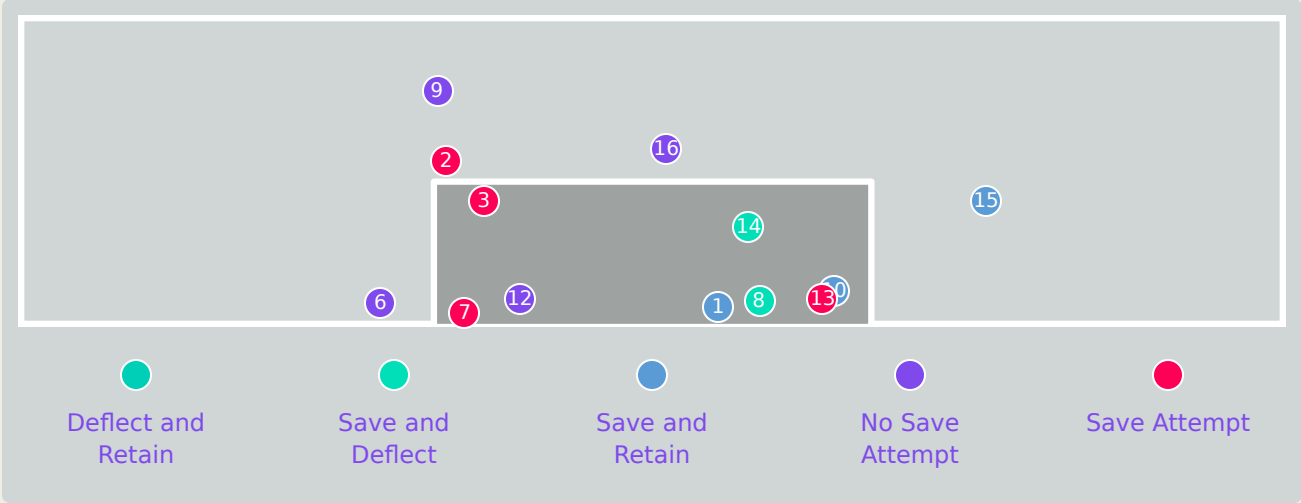 9
2
16
3
15
14
10
6
12
13
8
1
7
Deflect and
Retain
Save and
Deflect
Save and
Retain
No Save
Attempt
Save Attempt